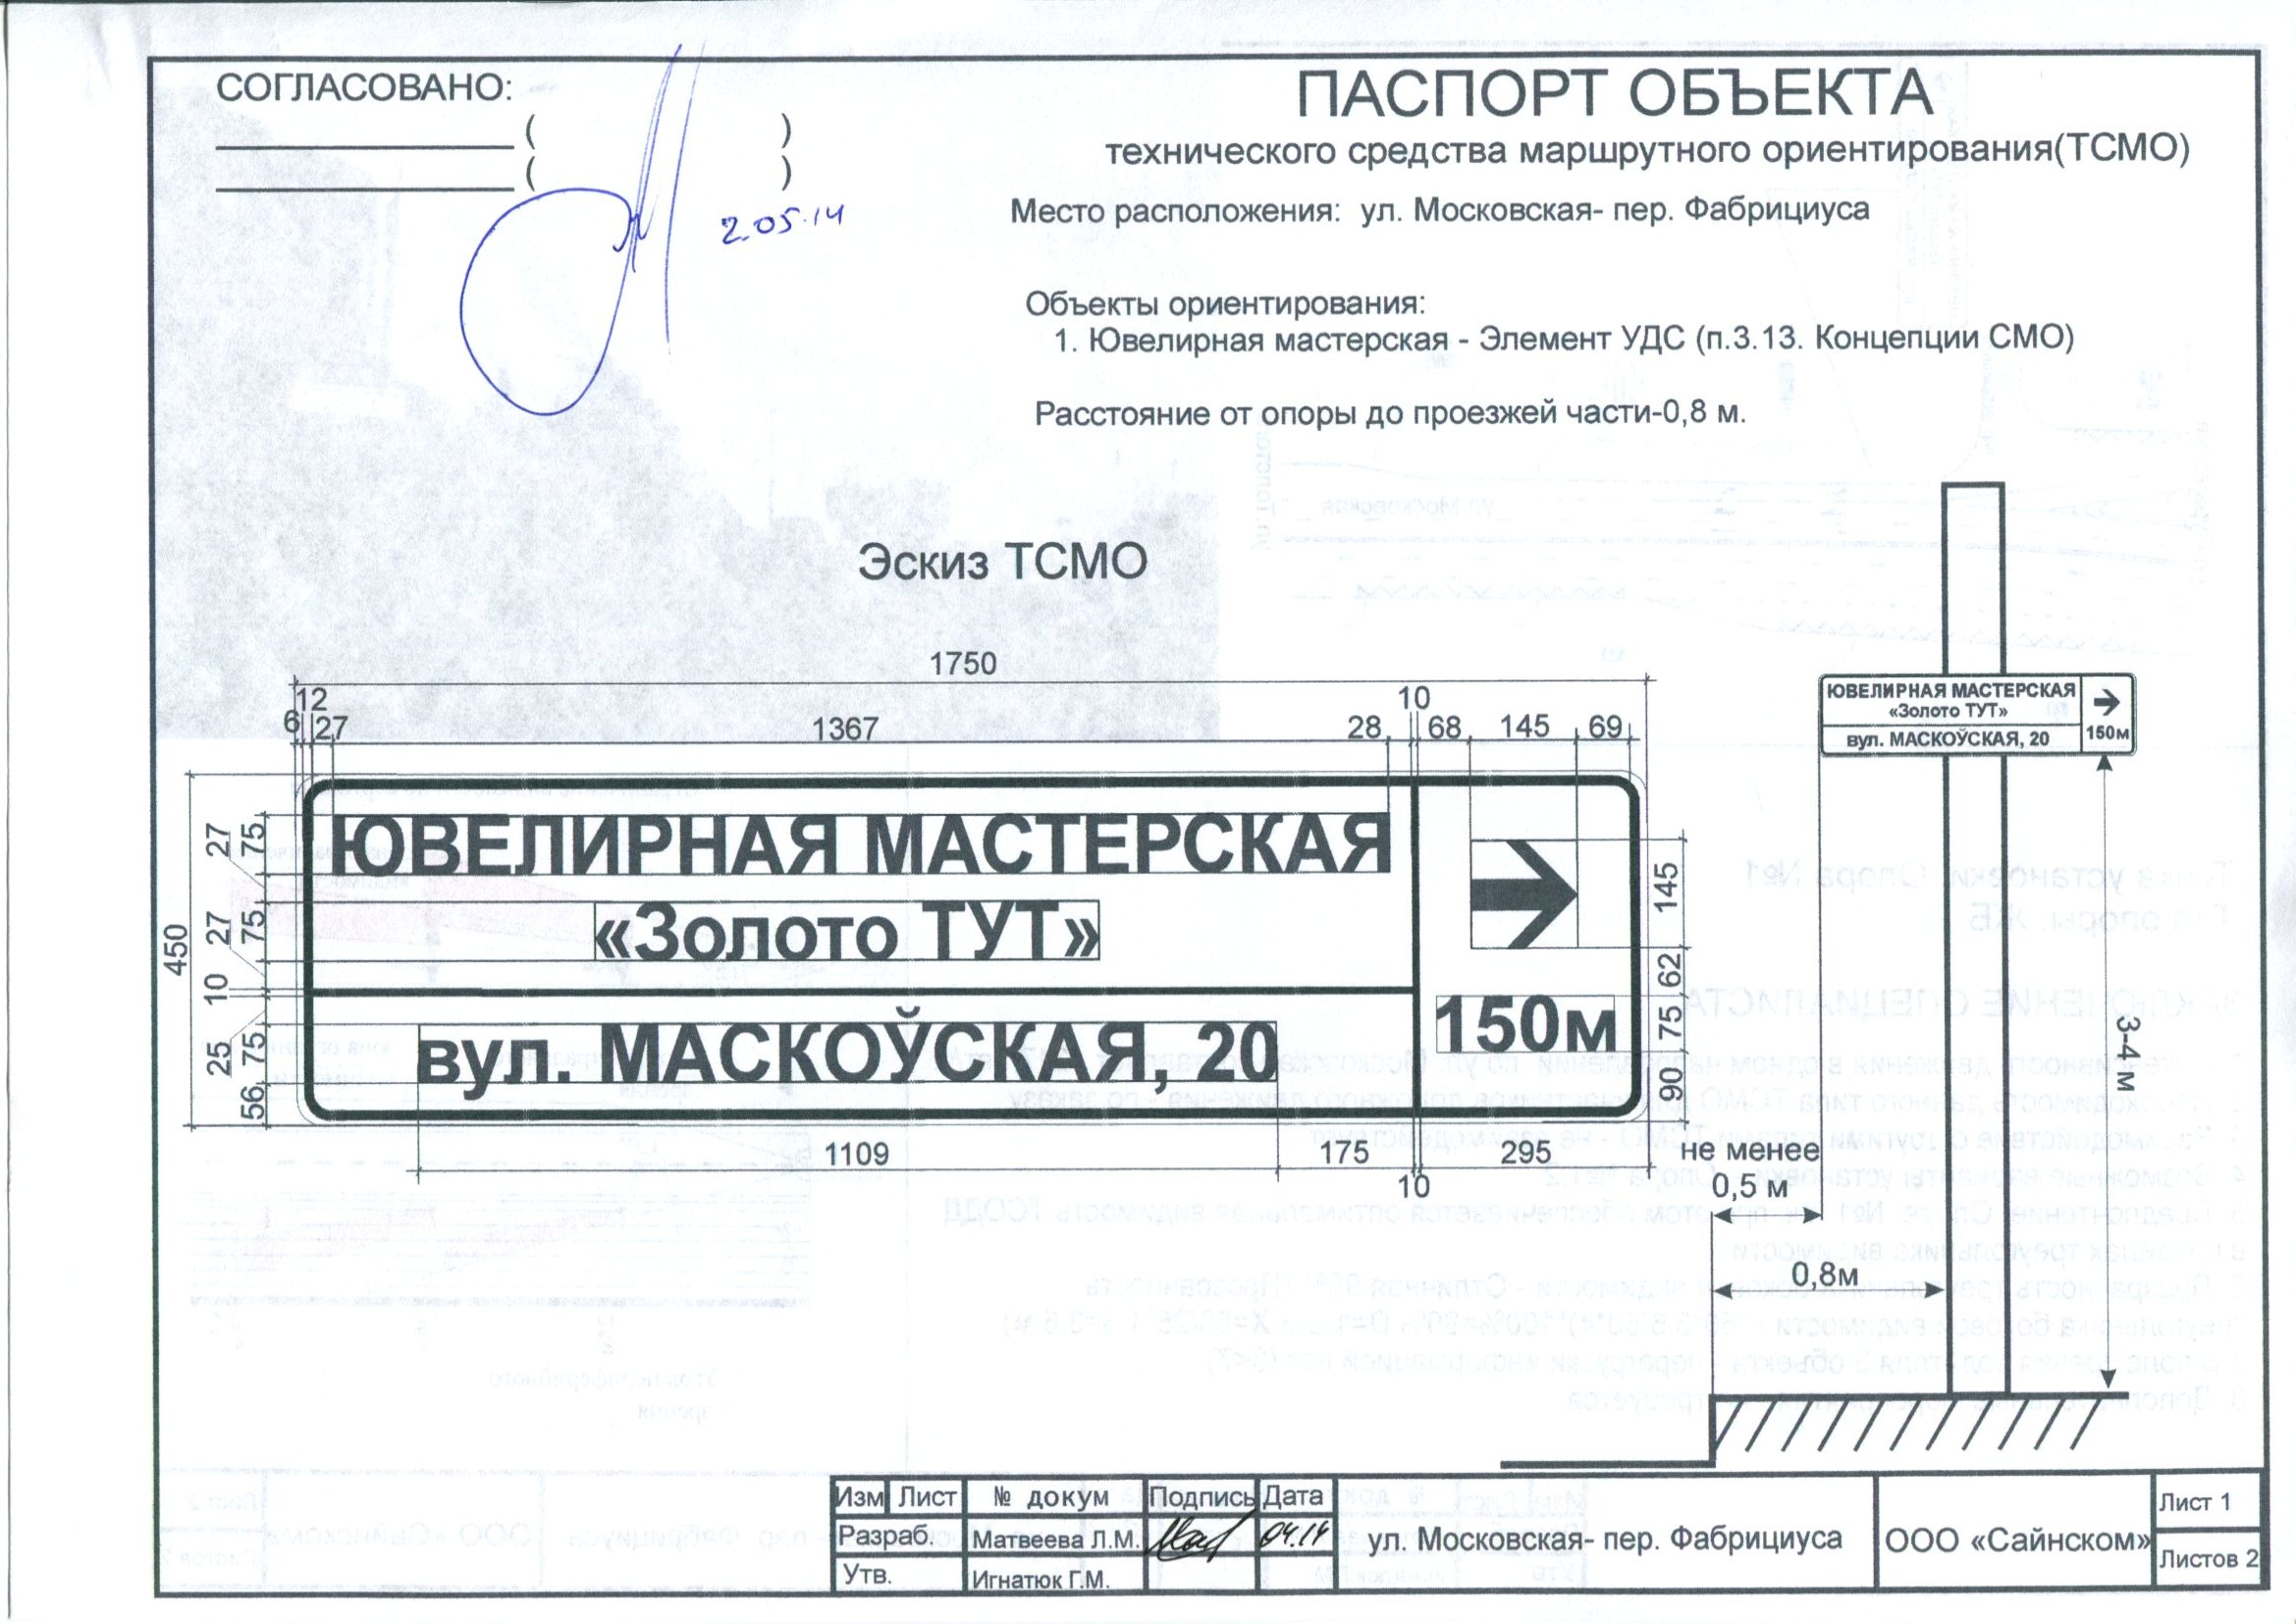 СОГЛАСОВАНО:
( )
( )
2.05.14
ПАСПОРТ ОБЪЕКТА
технического средства маршрутного ориентирования(ТСМО)
Место расположения: ул. Московская- пер. Фабрициуса
Объекты ориентирования:
1. Ювелирная мастерская - Элемент УДС (п.3.13. Концепции СМО)
Расстояние от опоры до проезжей части-0,8 м.
Эскиз ТСМО
1750
12
10
6 27 1367 28 68 145 69
ЮВЕЛИРНАЯ МАСТЕРСКАЯ
«Золото ТУТ»
вул. МАСКОЎСКАЯ, 20
150м
450
27 75
27 75
10
25 75
56
145
62
75
90
1109 175 10 295
ЮВЕЛИРНАЯ МАСТЕРСКАЯ
«Золото ТУТ»
вул. МАСКОЎСКАЯ, 20
150м
3-4 м
не менее
0,5 м
0,8м
Изм Лист № докум Подпись Дата
Разраб. Матвеева Л.М. 04.14
Утв. Игнатюк Г.М.
ул. Московская- пер. Фабрициуса
ООО «Сайнском»
Лист 1
Листов 2